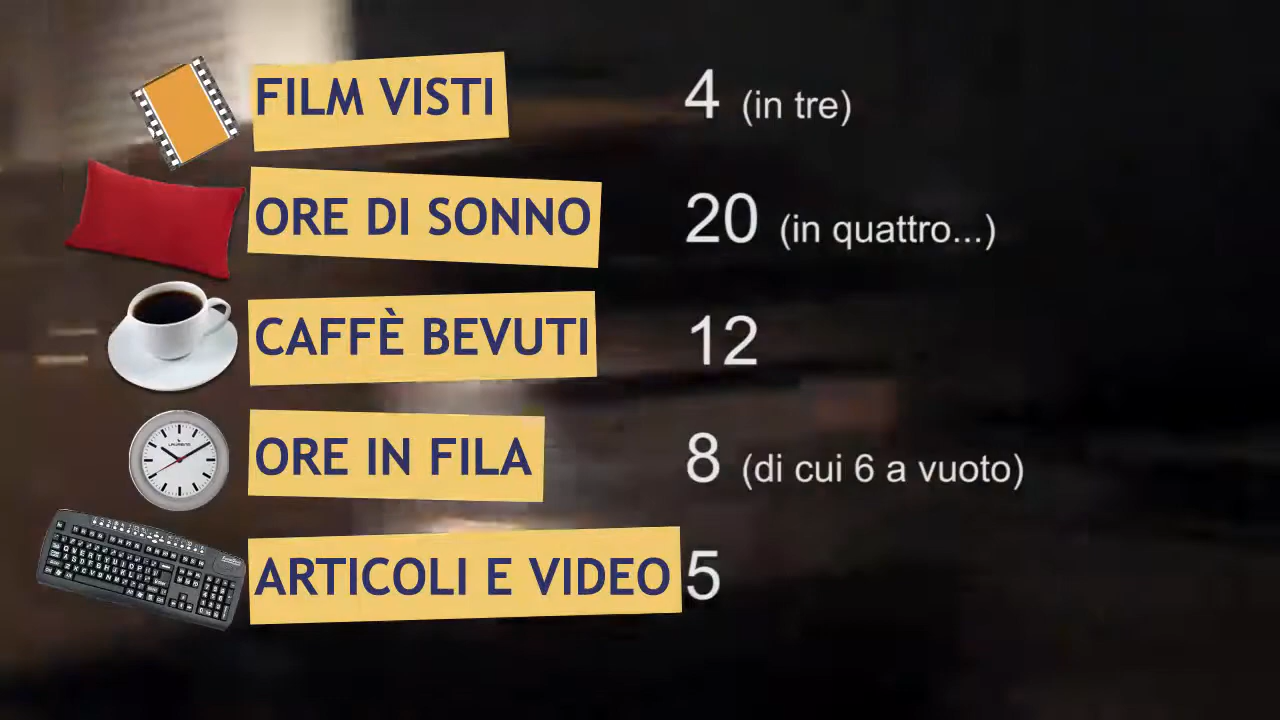 FILM VISTI 4 (in tre)
ORE DI SONNO 20 (in quattro...)
CAFFÈ BEVUTI 12
ORE IN FILA 8 (di cui 6 a vuoto)
ARTICOLI E VIDEO 5